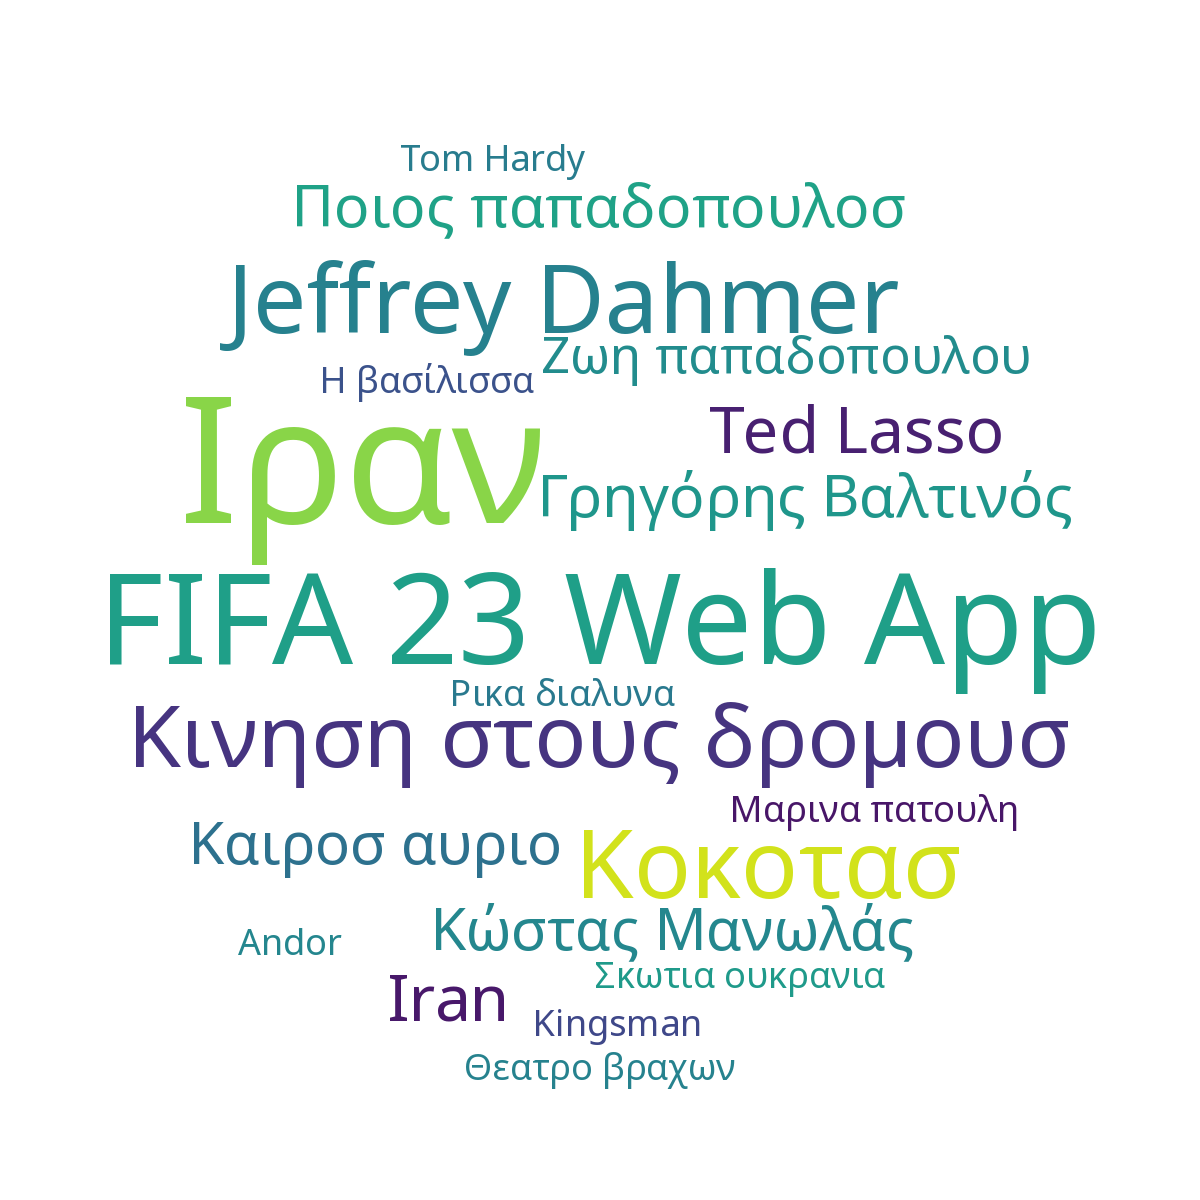 Tom Hardy
Ποιος παπαδοπουλοσ
Jeffrey Dahmer
Ζωη παπαδοπουλου
Η βασίλισσα
Ιραν
Ted Lasso
Γρηγόρης Βαλτινός
FIFA 23 Web App
Ρικα διαλυνα
Κινηση στους δρομουσ
Μαρινα πατουλη
Καιροσ αυριο
Κοκοτασ
Κώστας Μανωλάς
Andor
Σκωτια ουκρανια
Iran
Kingsman
Θεατρο βραχων